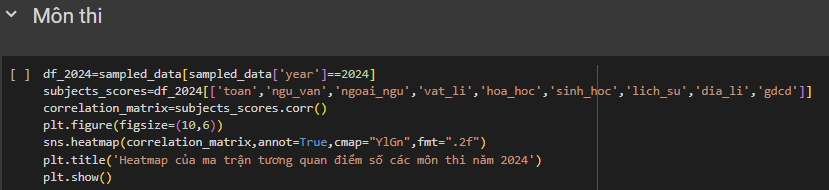 Môn thi
[ ] df_2024=sampled_data[sampled_data['year']==2024]
subjects_scores=df_2024[['toan','ngu_van','ngoai_ngu','vat_li','hoa_hoc','sinh_hoc','lich_su','dia_li','gdcd']]
correlation_matrix=subjects_scores.corr()
plt.figure(figsize=(10,6))
sns.heatmap(correlation_matrix,annot=True,cmap="YlGn",fmt=".2f")
plt.title('Heatmap của ma trận tương quan điểm số các môn thi năm 2024')
plt.show()